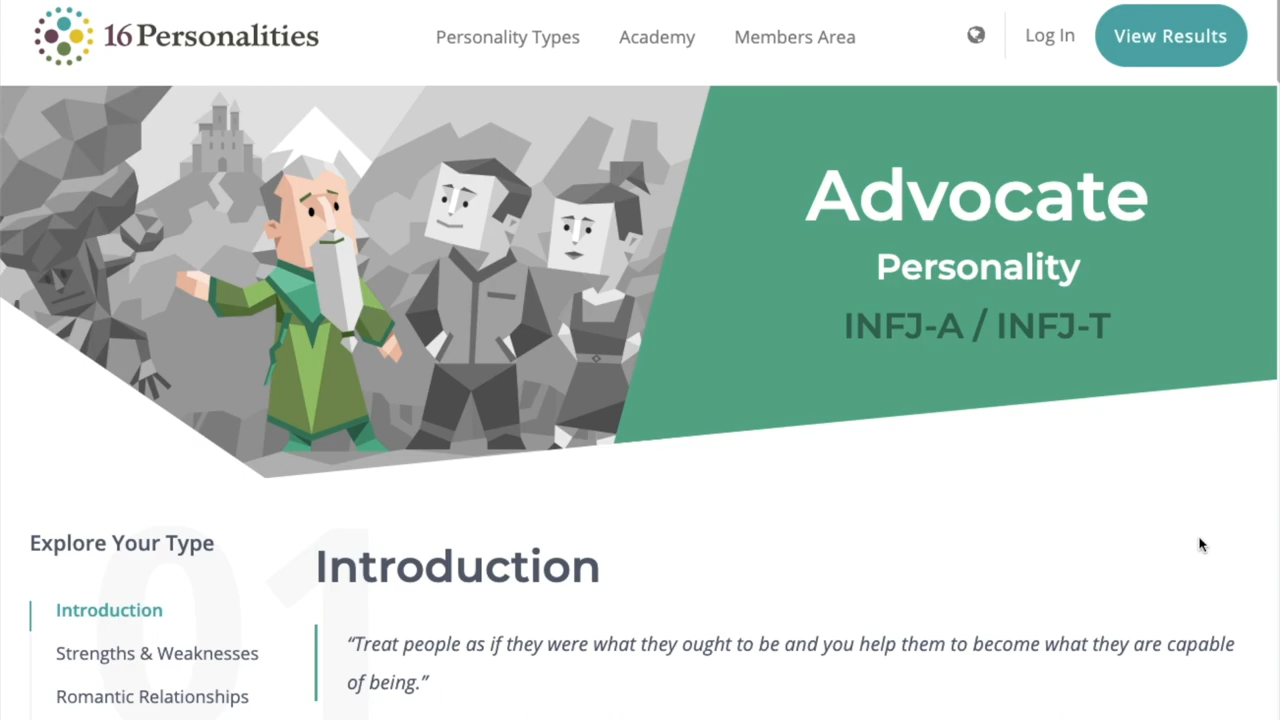 16Personalities
Personality Types
Academy
Members Area
Log In
View Results
Advocate
Personality
INFJ-A / INFJ-T
Explore Your Type
01
Introduction
Strengths & Weaknesses
Romantic Relationships
Introduction
“Treat people as if they were what they ought to be and you help them to become what they are capable
of being.”